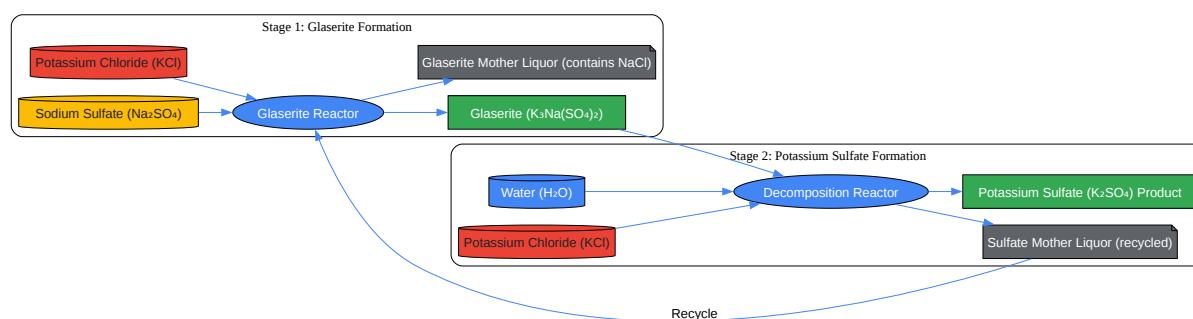 Stage 1: Glaserite Formation
Potassium Chloride (KCl)
Glaserite Mother Liquor (contains NaCl)
Sodium Sulfate (Na₂SO₄)
Glaserite Reactor
Glaserite (K₃Na(SO₄)₂)
Stage 2: Potassium Sulfate Formation
Water (H₂O)
Decomposition Reactor
Potassium Sulfate (K₂SO₄) Product
Potassium Chloride (KCl)
Sulfate Mother Liquor (recycled)
Recycle